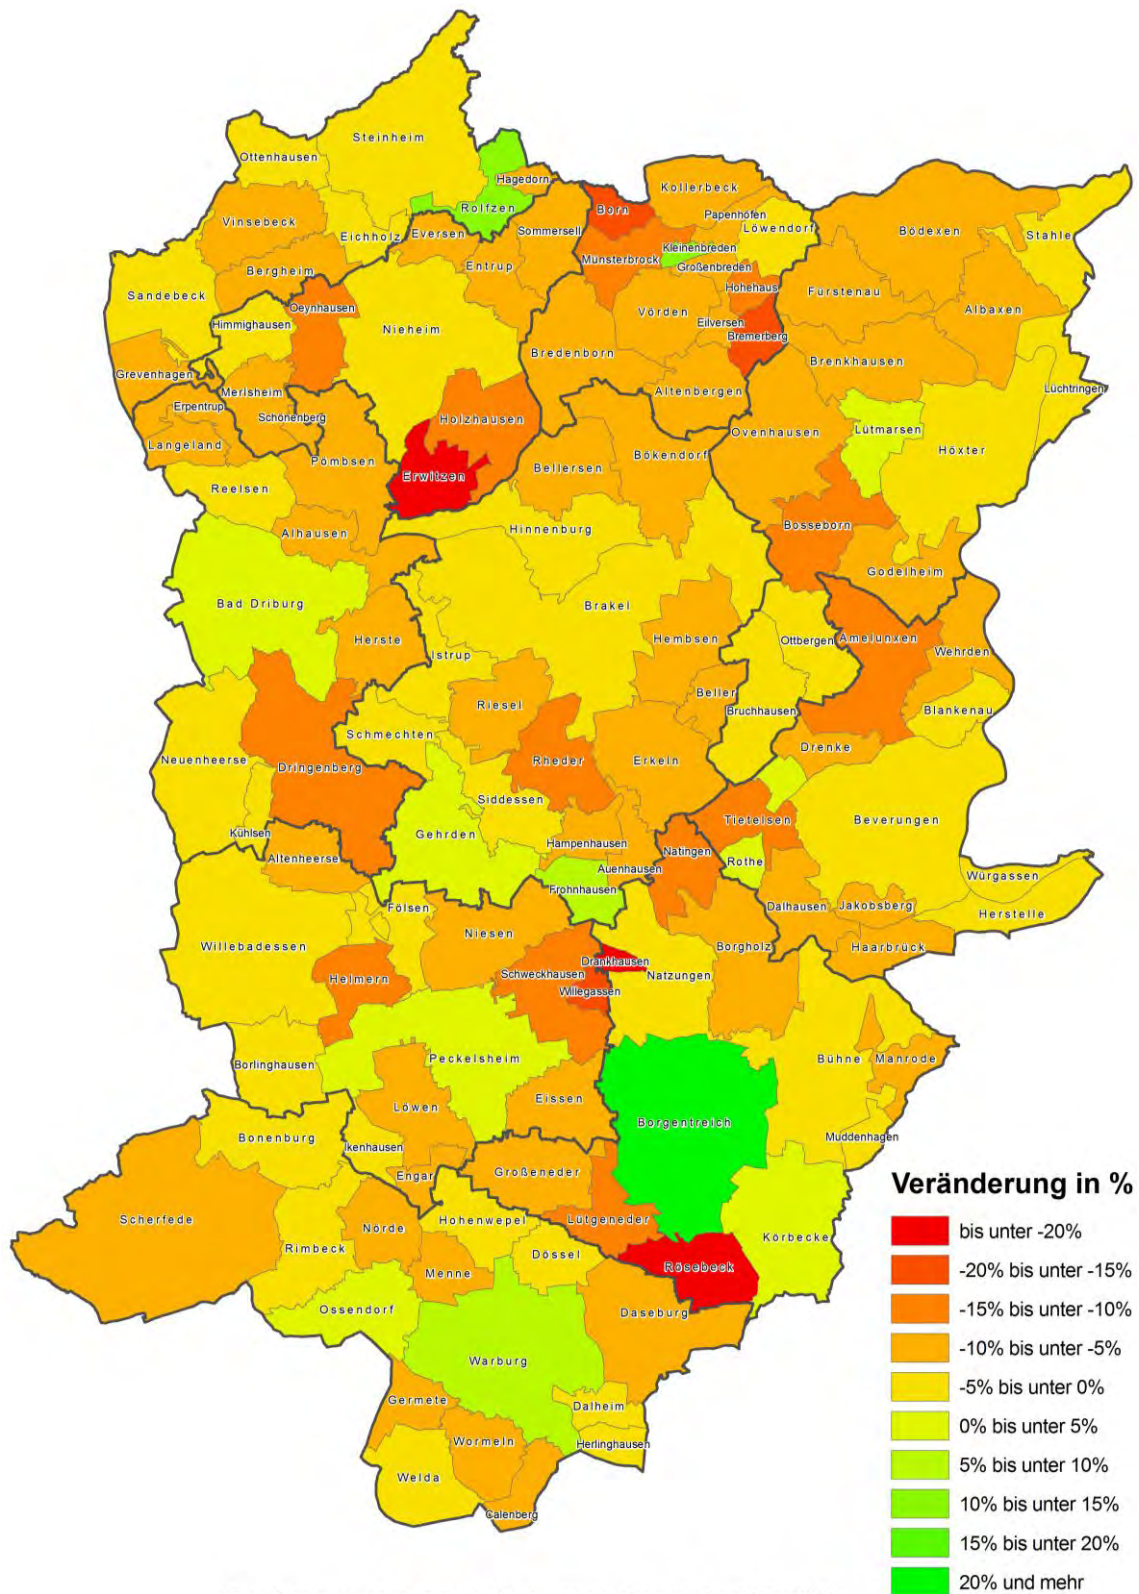 Steinheim
Ottenhausen
Hagedorn
Kollerbeck
Rolfzen
Born
Papenhöfen
Vinsebeck
Löwendorf
Eichholz
Eversen
Sommersell
Bödexen
Stahle
Kleinenbreden
Munsterbrock
Entrup
Großenbreden
Bergheim
Hohehaus
Fürstenau
Sandebeck
Oeynhausen
Albaxen
Himmighausen
Nieheim
Vörden
Eilversen
Bremerberg
Bredenborn
Brenkhausen
Grevenhagen
Merlsheim
Altenbergen
Lüchtringen
Erpentrup
Schönenberg
Holzhausen
Langeland
Ovenhausen
Lütmarsen
Höxter
Pömbsen
Bellersen
Bökendorf
Erwitzen
Reelsen
Hinnenburg
Bosseborn
Alhausen
Godelheim
Bad Driburg
Brakel
Herste
Hembsen
Ottbergen
Amelunxen
Wehrden
Istrup
Beller
Riesel
Bruchhausen
Blankenau
Schmechten
Drenke
Neuenheerse
Dringenberg
Rheder
Erkeln
Siddessen
Tietelsen
Beverungen
Kühlsen
Gehrden
Hampenhausen
Altenheerse
Natingen
Rothe
Auenhausen
Würgassen
Frohnhausen
Fölsen
Dalhausen
Jakobsberg
Herstelle
Niesen
Willebadessen
Borgholz
Haarbrück
Drankhausen
Helmern
Schweckhausen
Natzungen
Willegassen
Peckelsheim
Borlinghausen
Bühne
Manrode
Eissen
Löwen
Borgentreich
Bonenburg
Muddenhagen
Ikenhausen
Engar
Großeneder
Scherfede
Nörde
Hohenwepel
Lütgeneder
Körbecke
Rimbeck
Dössel
Menne
Rösebeck
Ossendorf
Daseburg
Warburg
Germete
Dalheim
Wormeln
Herlinghausen
Welda
Calenberg
Veränderung in %
bis unter -20%
-20% bis unter -15%
-15% bis unter -10%
-10% bis unter -5%
-5% bis unter 0%
0% bis unter 5%
5% bis unter 10%
10% bis unter 15%
15% bis unter 20%
20% und mehr